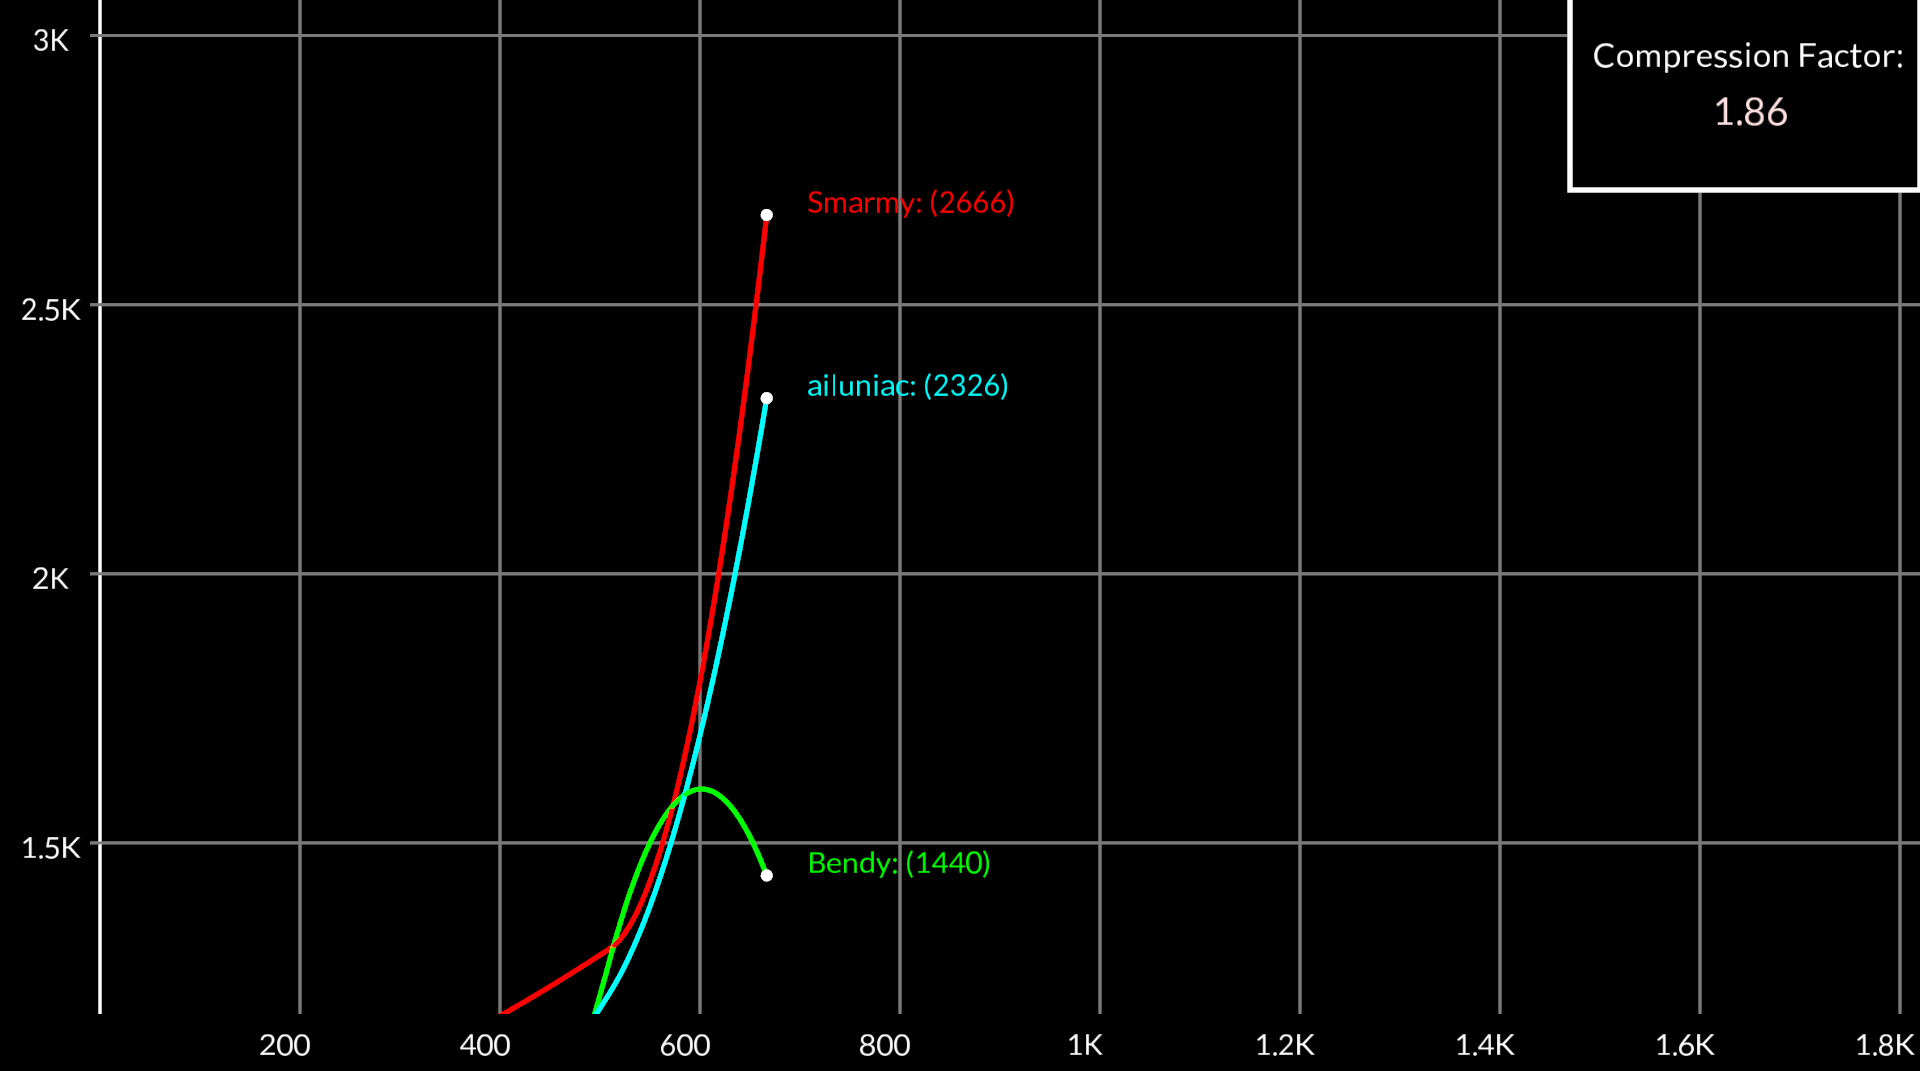 3K
Compression Factor:
1.86
Smarmy: (2666)
2.5K
ailuniac: (2326)
2K
1.5K
Bendy: (1440)
200 400 600 800 1K 1.2K 1.4K 1.6K 1.8K